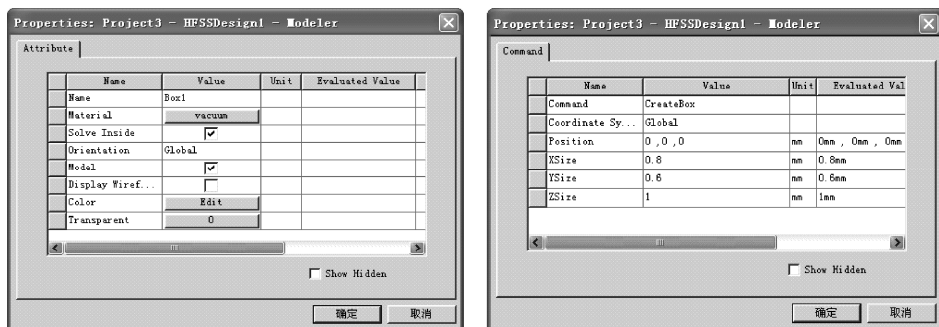 Properties: Project3 - HFSSDesign1 - Modeler
Attribute
Name Value Unit Evaluated Value
Name Box1
Material vacuum
Solve Inside
Orientation Global
Model
Display Wiref...
Color Edit
Transparent 0
Show Hidden
确定 取消
Properties: Project3 - HFSSDesign1 - Modeler
Command
Name Value Unit Evaluated Val
Command CreateBox
Coordinate Sy... Global
Position 0 ,0 ,0 mm 0mm , 0mm , 0mm
XSize 0.8 mm 0.8mm
YSize 0.6 mm 0.6mm
ZSize 1 mm 1mm
Show Hidden
确定 取消